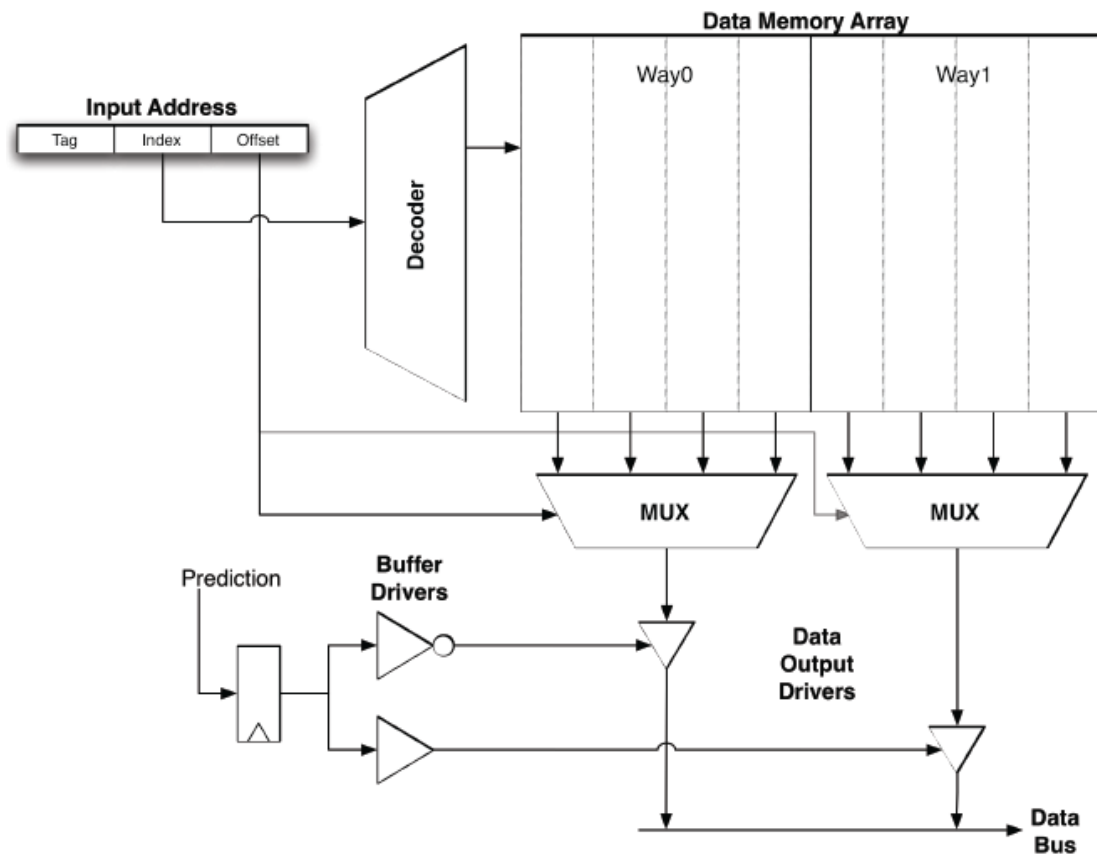 Data Memory Array
Way0
Way1
Input Address
Tag
Index
Offset
Decoder
MUX
MUX
Prediction
Buffer
Drivers
Data
Output
Drivers
Data
Bus